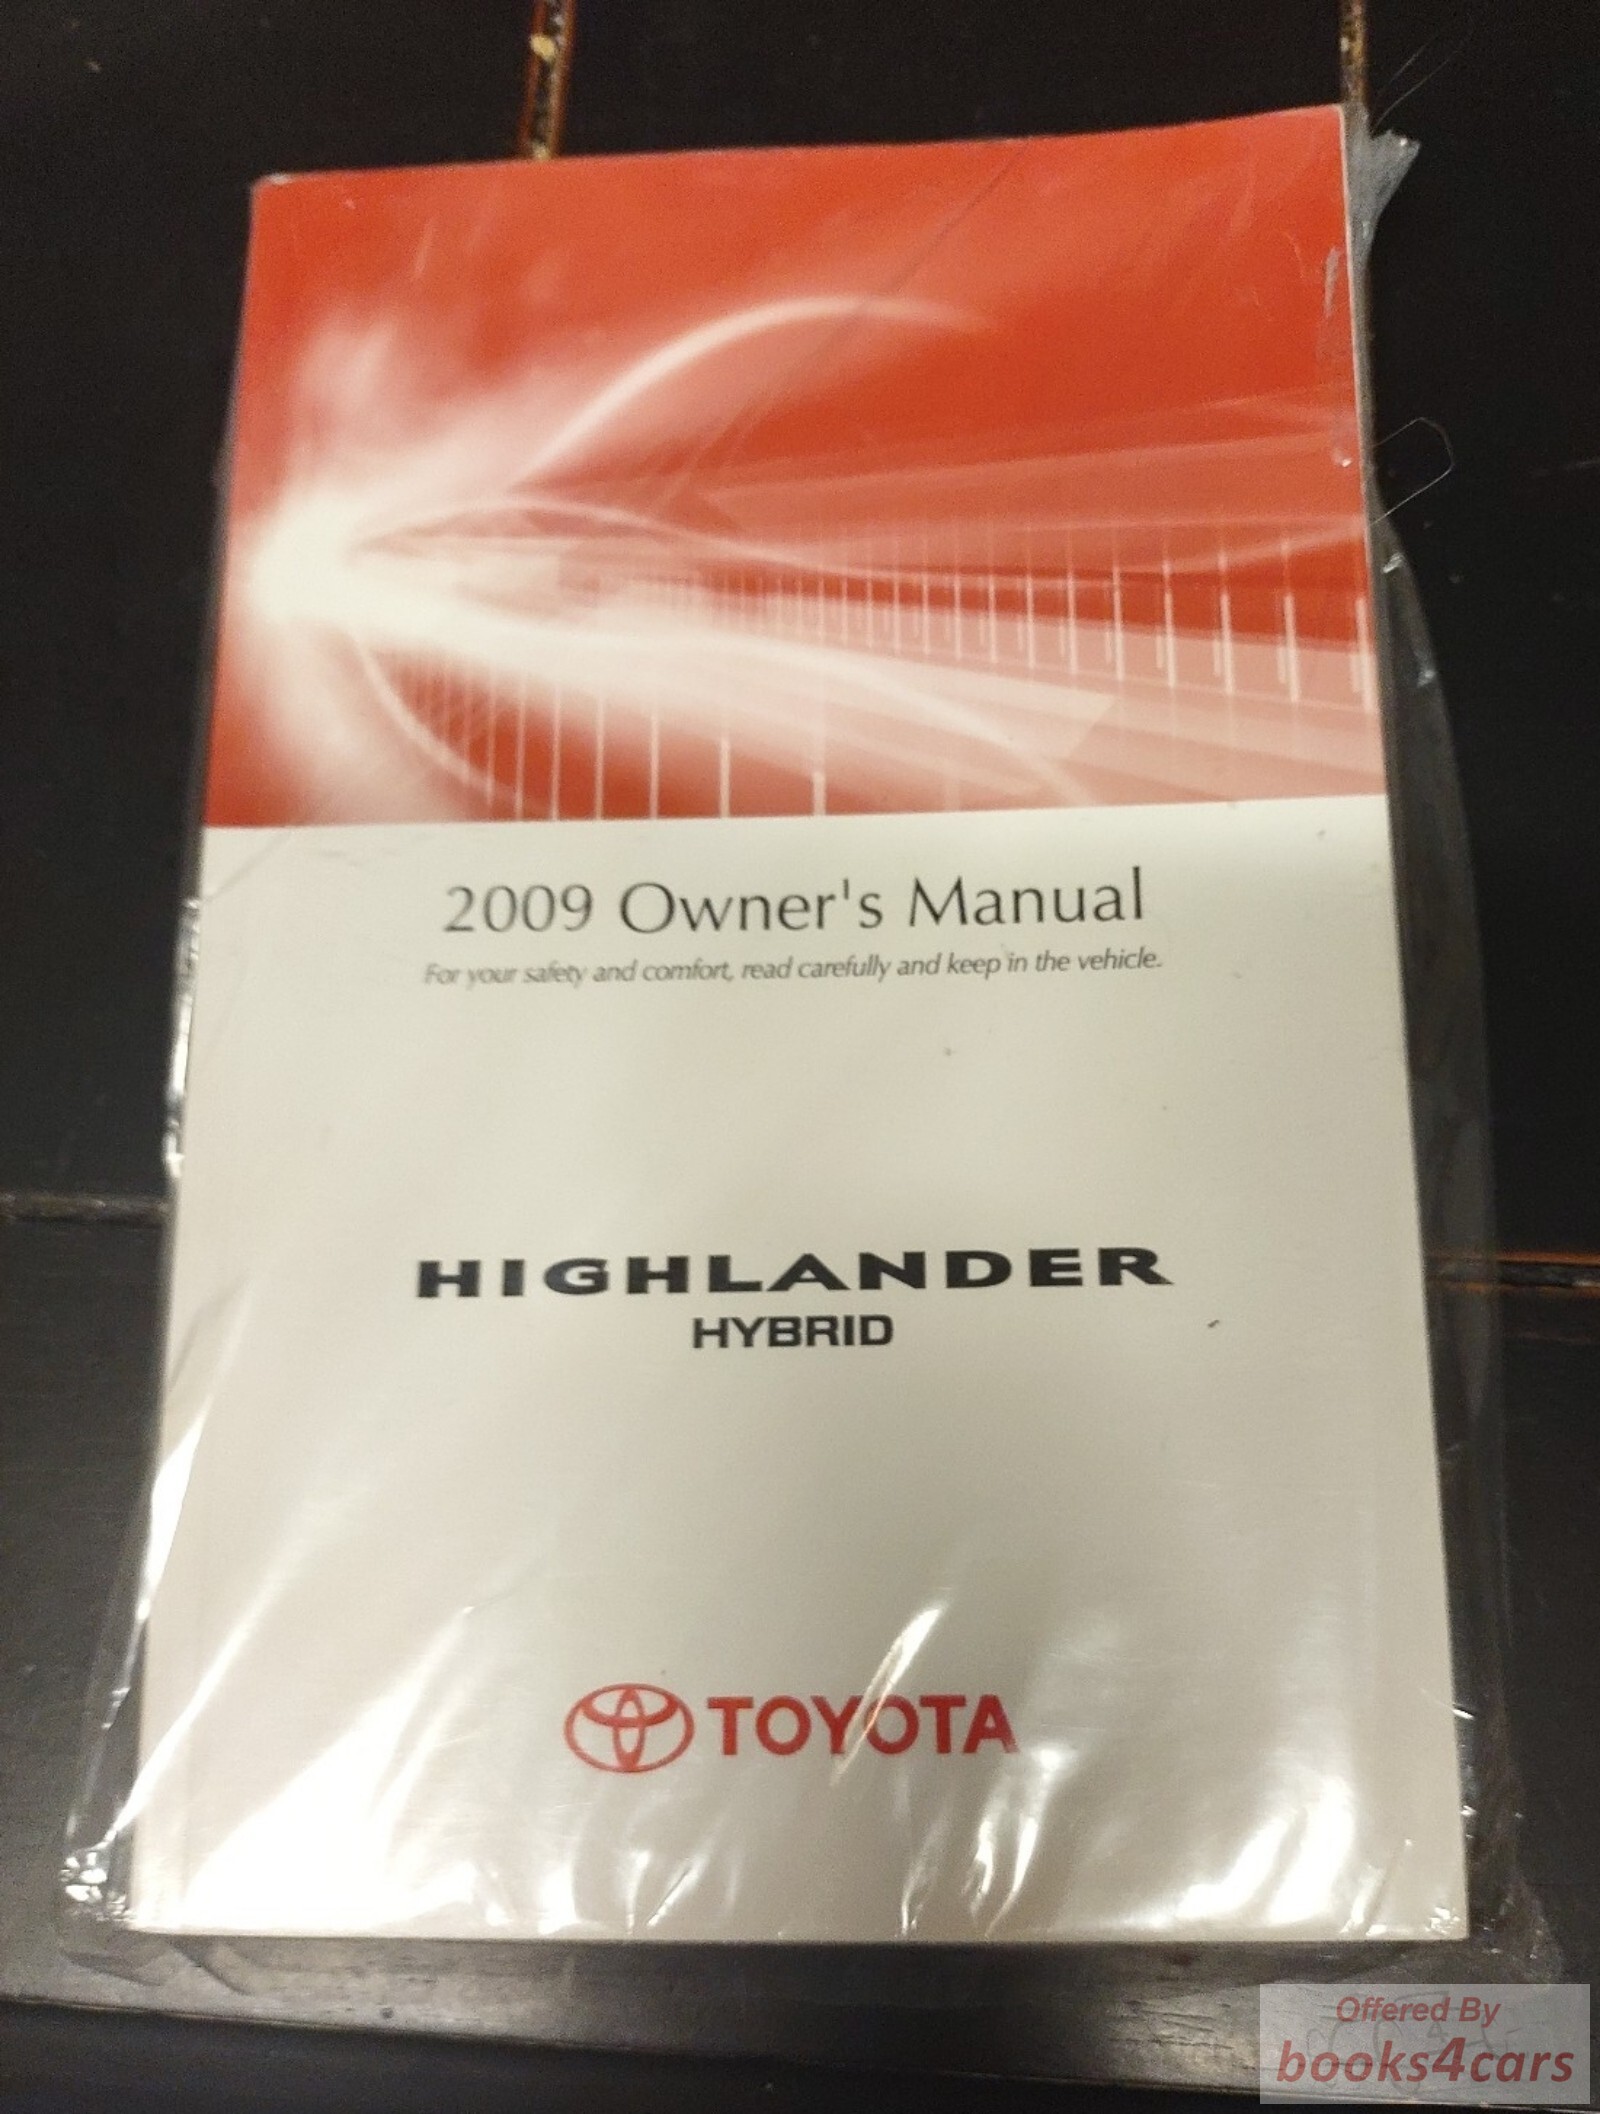 2009 Owner's Manual
For your safety and comfort, read carefully and keep in the vehicle.
HIGHLANDER
HYBRID
TOYOTA
Offered By
books4cars